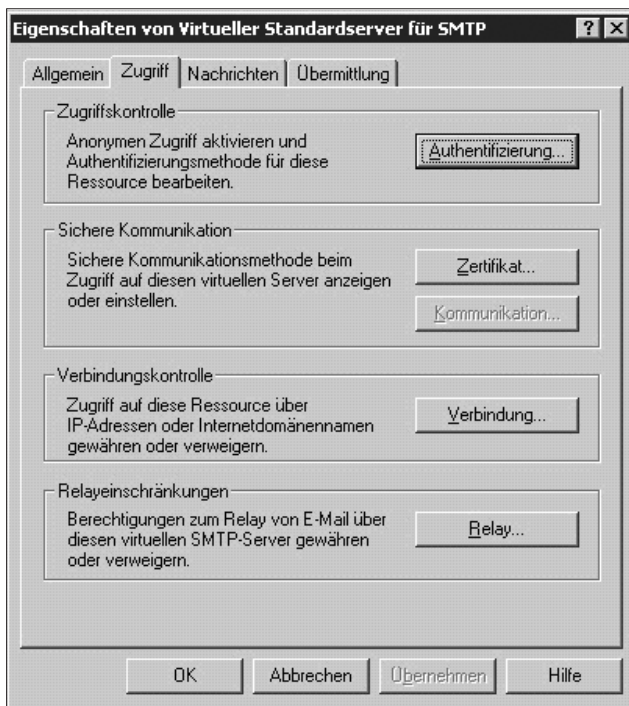 Eigenschaften von Virtueller Standardserver für SMTP
Allgemein Zugriff Nachrichten Übermittlung
Zugriffskontrolle
Anonymen Zugriff aktivieren und
Authentifizierungsmethode für diese
Ressource bearbeiten.
Authentifizierung...
Sichere Kommunikation
Sichere Kommunikationsmethode beim
Zugriff auf diesen virtuellen Server anzeigen
oder einstellen.
Zertifikat...
Kommunikation...
Verbindungskontrolle
Zugriff auf diese Ressource über
IP-Adressen oder Internetdomänennamen
gewähren oder verweigern.
Verbindung...
Relayeinschränkungen
Berechtigungen zum Relay von E-Mail über
diesen virtuellen SMTP-Server gewähren
oder verweigern.
Relay...
OK Abbrechen Übernehmen Hilfe